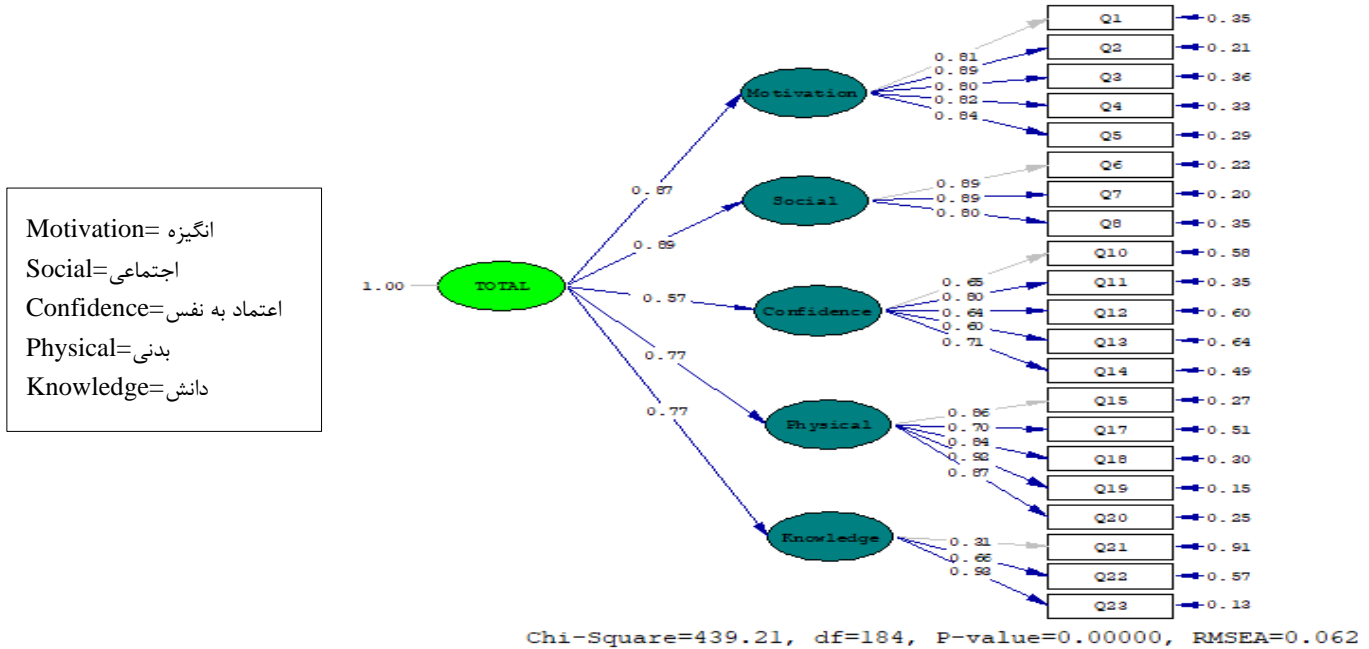 Motivation= انگیزه
Social=اجتماعی
Confidence=اعتماد به نفس
Physical=بدنی
Knowledge=دانش
1.00
TOTAL
0.87
0.89
0.57
0.77
0.77
Motivation
Social
Confidence
Physical
Knowledge
0.81
0.89
0.80
0.82
0.84
0.89
0.89
0.80
0.65
0.80
0.64
0.60
0.71
0.86
0.70
0.84
0.92
0.87
0.31
0.66
0.93
Q1 0.35
Q2 0.21
Q3 0.36
Q4 0.33
Q5 0.29
Q6 0.22
Q7 0.20
Q8 0.35
Q10 0.58
Q11 0.35
Q12 0.60
Q13 0.64
Q14 0.49
Q15 0.27
Q17 0.51
Q18 0.30
Q19 0.15
Q20 0.25
Q21 0.91
Q22 0.57
Q23 0.13
Chi-Square=439.21, df=184, P-value=0.00000, RMSEA=0.062